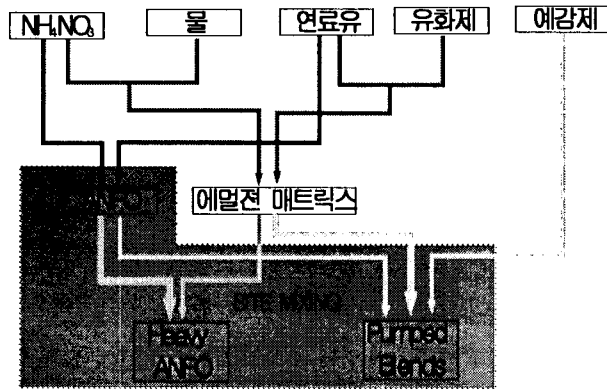 NH₄NO₃
물
연료유
유화제
예감제
ANFO
에멀젼 매트릭스
SITE MIXING
Heavy
ANFO
Pumped
Blends